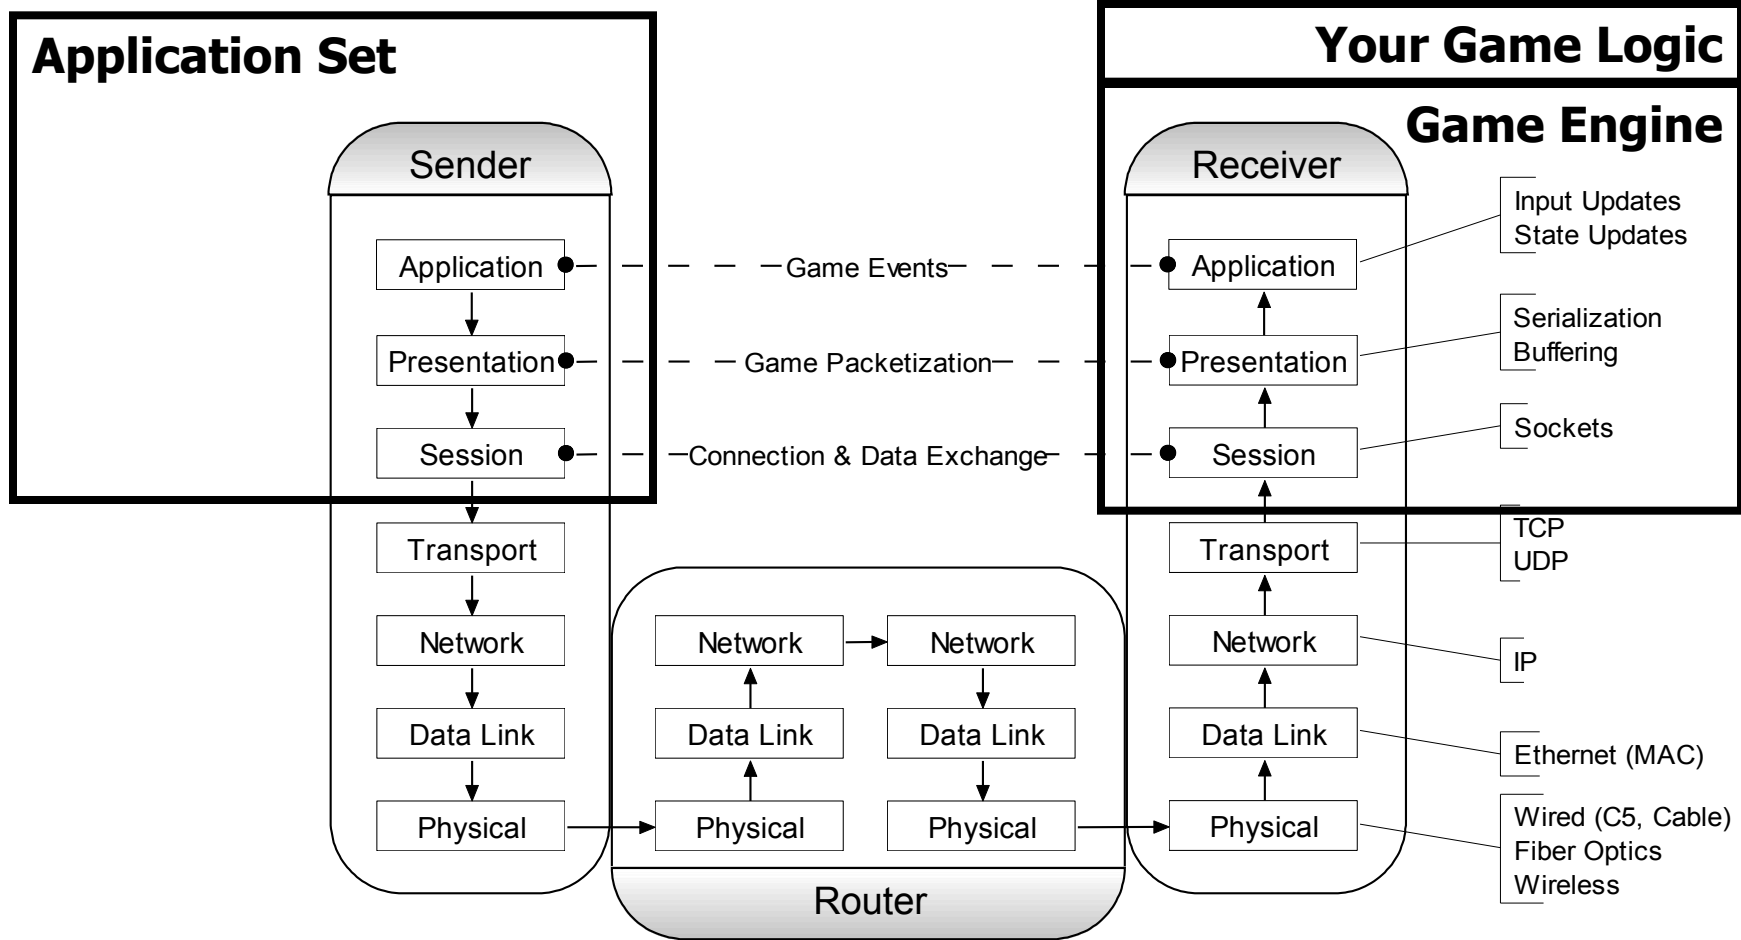 Application Set
Your Game Logic
Game Engine
Sender
Receiver
Input Updates
State Updates
Application
Game Events
Application
Serialization
Buffering
Presentation
Game Packetization
Presentation
Sockets
Session
Connection & Data Exchange
Session
TCP
UDP
Transport
Transport
Network
Network
Network
Network
IP
Data Link
Data Link
Data Link
Data Link
Ethernet (MAC)
Physical
Physical
Physical
Physical
Wired (C5, Cable)
Fiber Optics
Wireless
Router